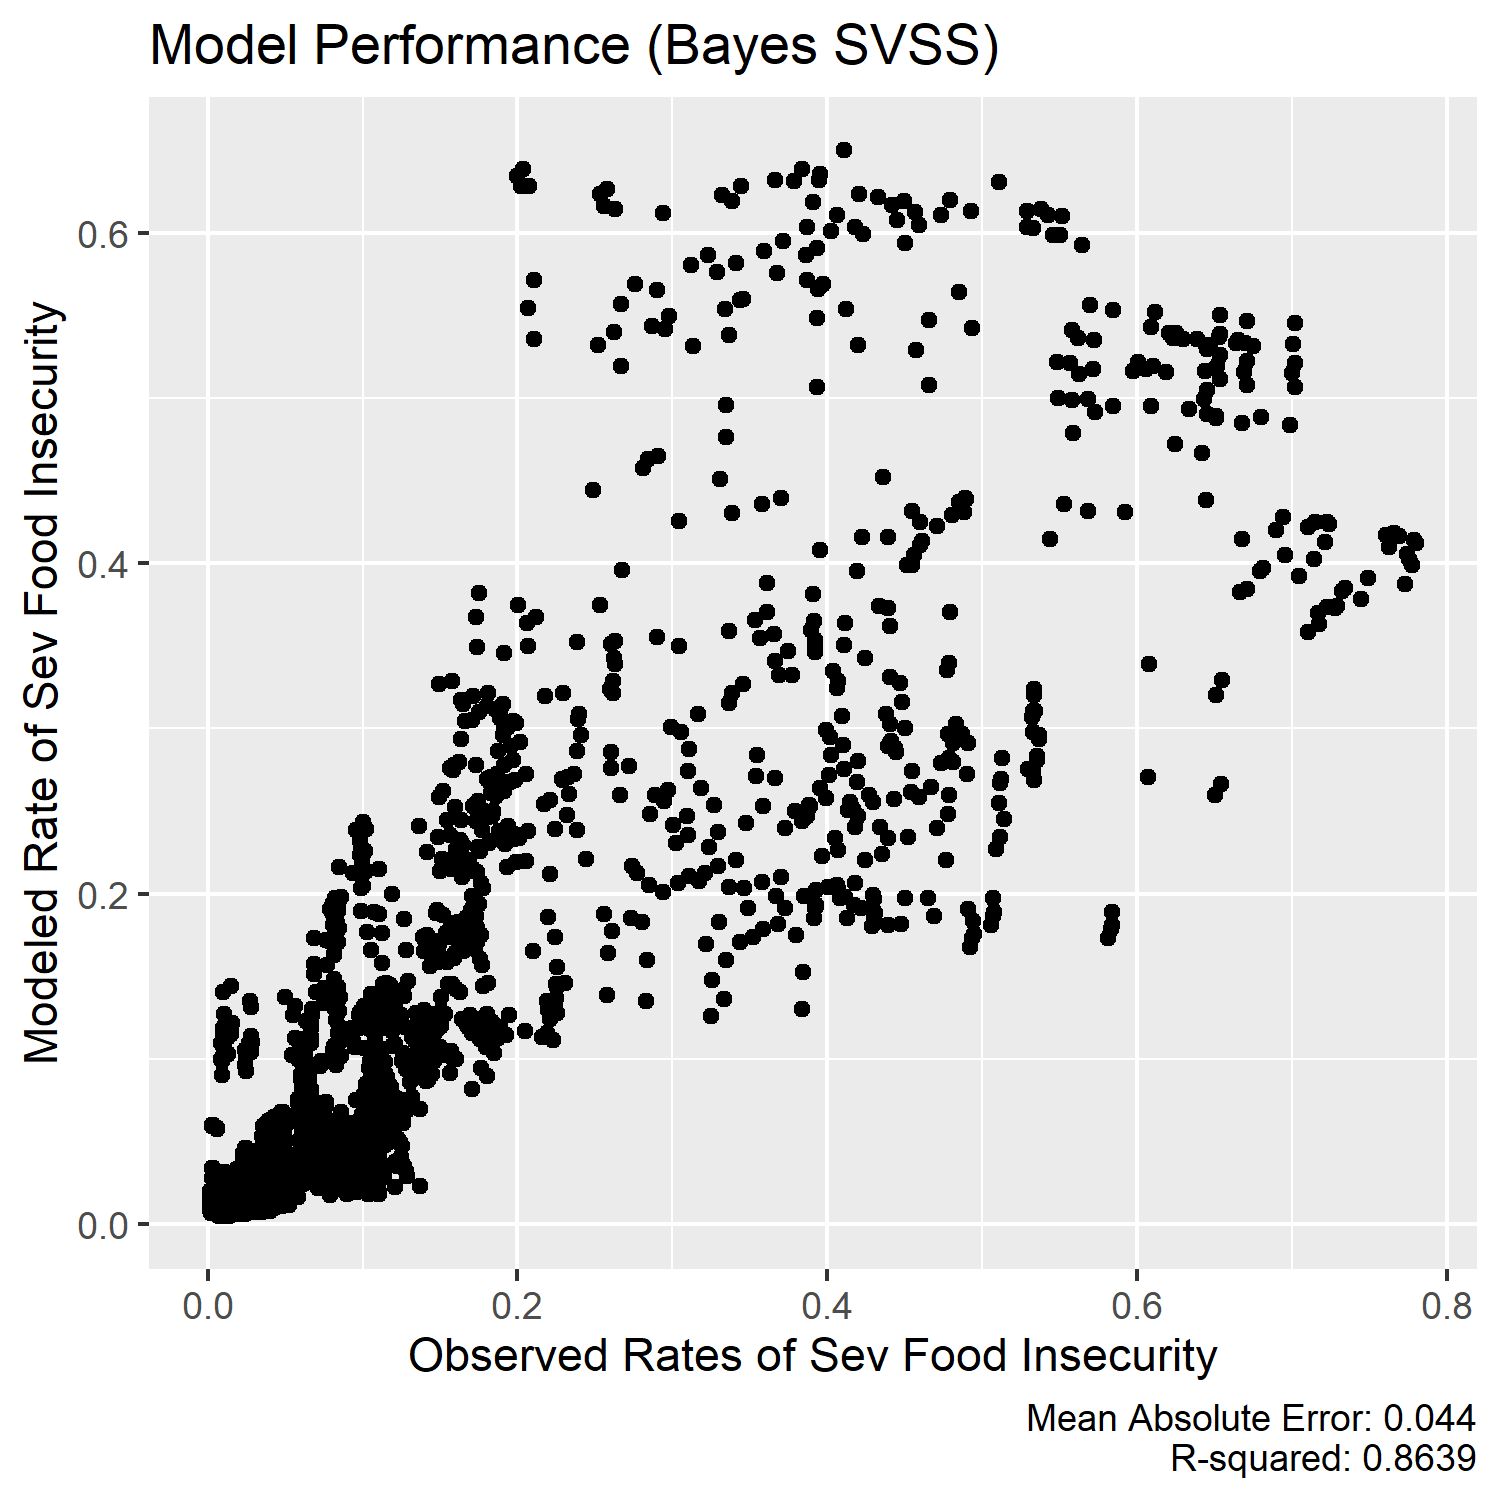 Model Performance (Bayes SVSS)
Modeled Rate of Sev Food Insecurity
0.6
0.4
0.2
0.0
0.0 0.2 0.4 0.6 0.8
Observed Rates of Sev Food Insecurity
Mean Absolute Error: 0.044
R-squared: 0.8639